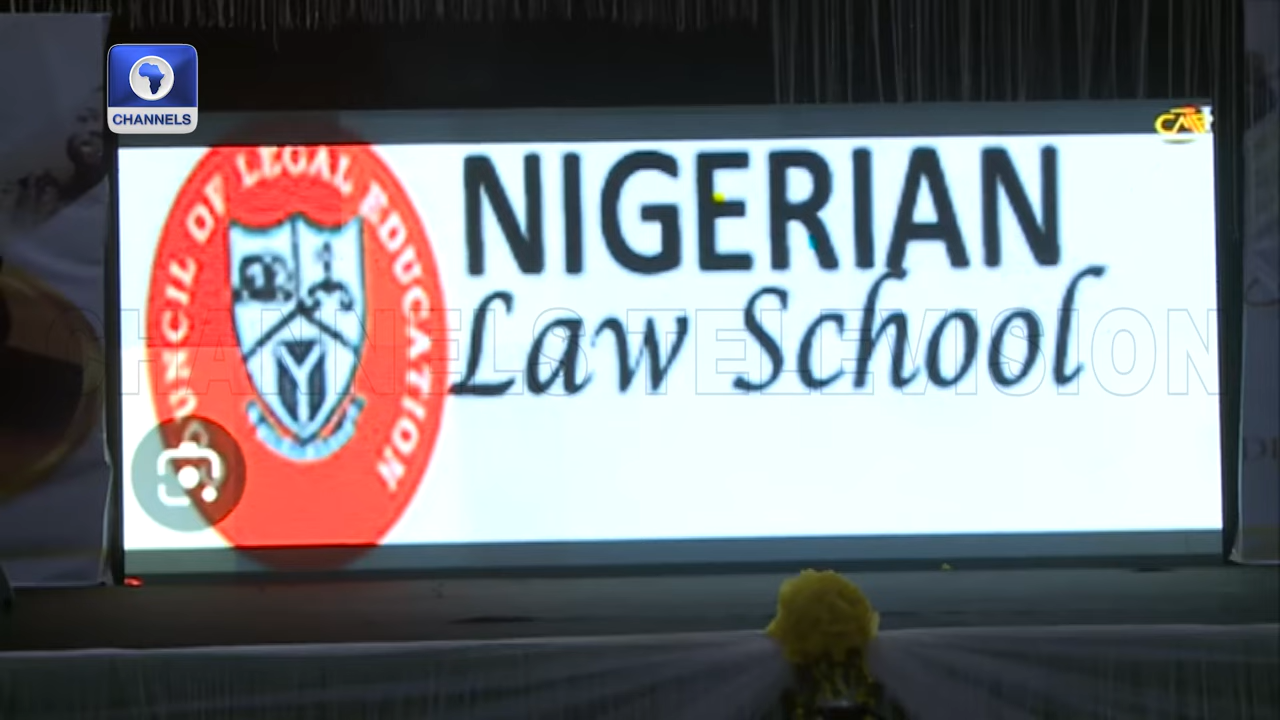 CHANNELS
COUNCIL OF LEGAL EDUCATION
NIGERIAN
Law School
CHANNELS TELEVISION